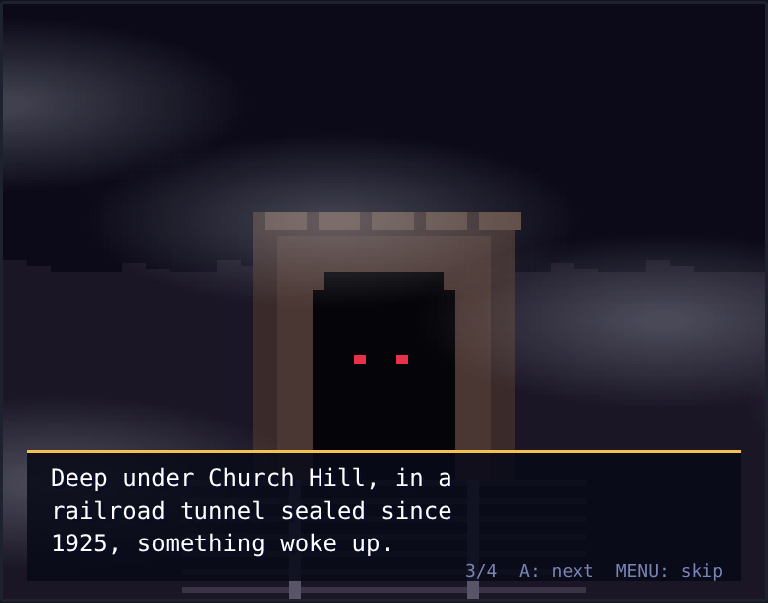 Deep under Church Hill, in a
railroad tunnel sealed since
1925, something woke up.
3/4 A: next MENU: skip